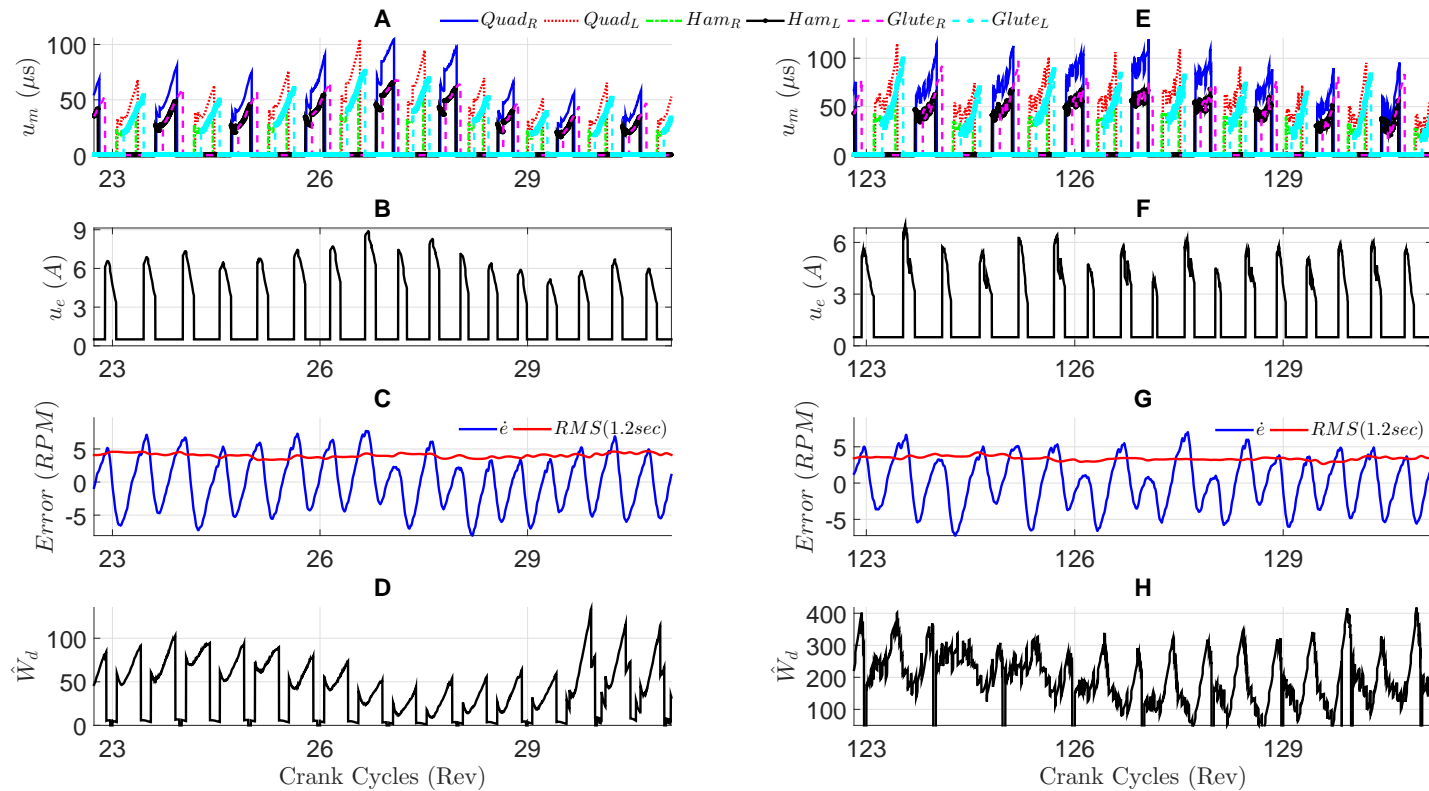 A Quad_R Quad_L Ham_R Ham_L Glute_R Glute_L E
u_m (μs)
100
50
0
23 26 29
u_m (μs)
100
50
0
123 126 129
B
u_e (A)
9
6
3
0
23 26 29
F
u_e (A)
6
3
0
123 126 129
C
ė RMS(1.2sec)
Error (RPM)
5
0
-5
23 26 29
G
ė RMS(1.2sec)
Error (RPM)
5
0
-5
123 126 129
D
Ŵ_d
100
50
0
23 26 29
Crank Cycles (Rev)
H
Ŵ_d
400
300
200
100
123 126 129
Crank Cycles (Rev)